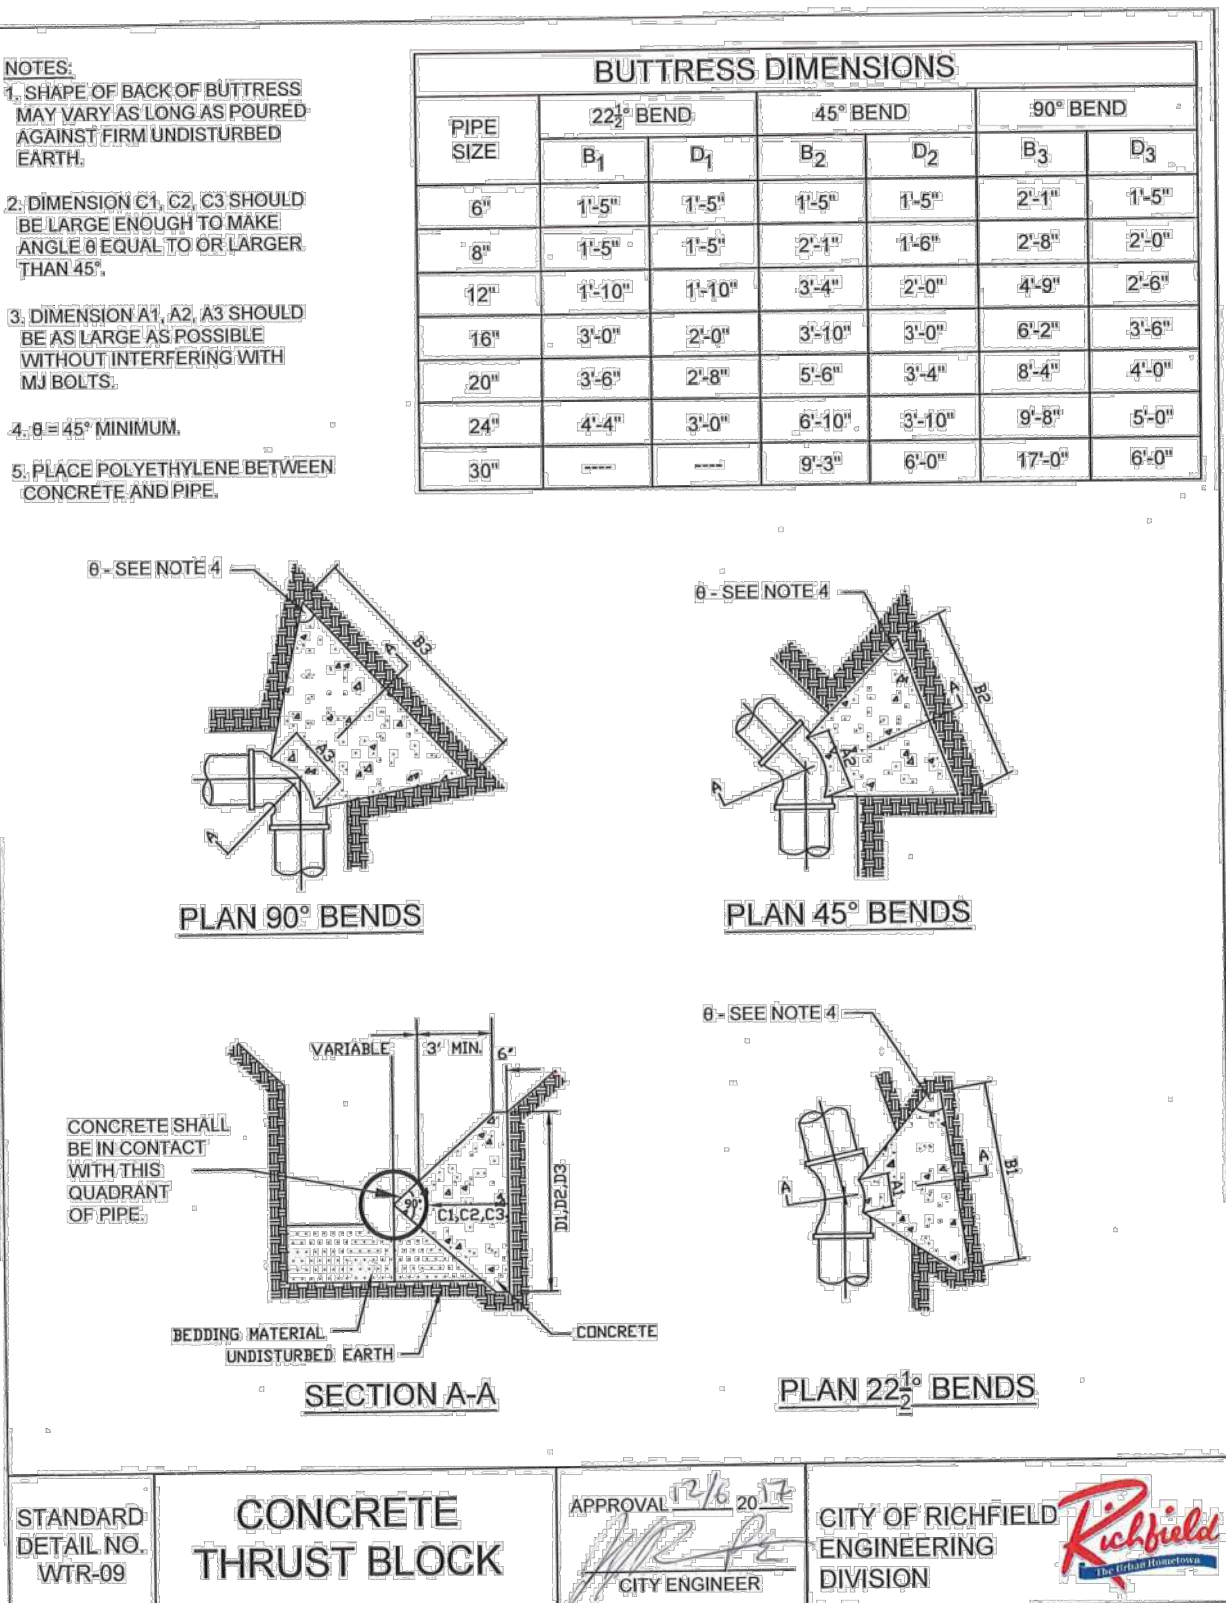 NOTES:
1. SHAPE OF BACK OF BUTTRESS
MAY VARY AS LONG AS POURED
AGAINST FIRM UNDISTURBED
EARTH.
2. DIMENSION C1, C2, C3 SHOULD
BE LARGE ENOUGH TO MAKE
ANGLE θ EQUAL TO OR LARGER
THAN 45°.
3. DIMENSION A1, A2, A3 SHOULD
BE AS LARGE AS POSSIBLE
WITHOUT INTERFERING WITH
MJ BOLTS.
4. θ = 45° MINIMUM.
5. PLACE POLYETHYLENE BETWEEN
CONCRETE AND PIPE.
BUTTRESS DIMENSIONS
PIPE SIZE 22½° BEND 45° BEND 90° BEND
B1 D1 B2 D2 B3 D3
6" 1'-5" 1'-5" 1'-5" 1'-5" 2'-1" 1'-5"
8" 1'-5" 1'-5" 2'-1" 1'-6" 2'-8" 2'-0"
12" 1'-10" 1'-10" 3'-4" 2'-0" 4'-9" 2'-6"
16" 3'-0" 2'-0" 3'-10" 3'-0" 6'-2" 3'-6"
20" 3'-6" 2'-8" 5'-6" 3'-4" 8'-4" 4'-0"
24" 4'-4" 3'-0" 6'-10" 3'-10" 9'-8" 5'-0"
30" ---- ---- 9'-3" 6'-0" 17'-0" 6'-0"
θ - SEE NOTE 4
B3
A
A3
A
PLAN 90° BENDS
θ - SEE NOTE 4
B2
A
A2
A
PLAN 45° BENDS
VARIABLE 3' MIN. 6"
CONCRETE SHALL
BE IN CONTACT
WITH THIS
QUADRANT
OF PIPE.
90°
C1,C2,C3
D1,D2,D3
BEDDING MATERIAL
UNDISTURBED EARTH
CONCRETE
SECTION A-A
θ - SEE NOTE 4
B1
A
A1
A
PLAN 22½° BENDS
STANDARD
DETAIL NO.
WTR-09
CONCRETE
THRUST BLOCK
APPROVAL 12/6 2017
CITY ENGINEER
CITY OF RICHFIELD
ENGINEERING
DIVISION
Richfield
The Urban Hometown